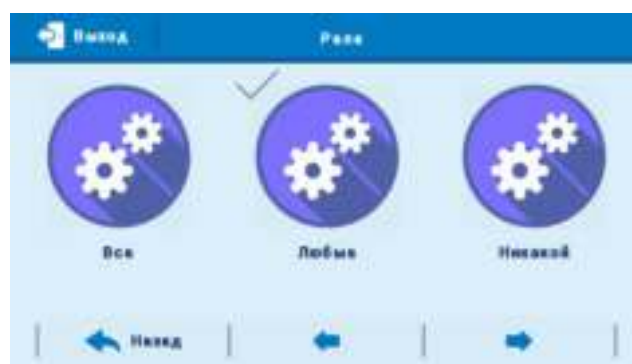 Выход
Реле
Все
Любые
Никакой
Назад